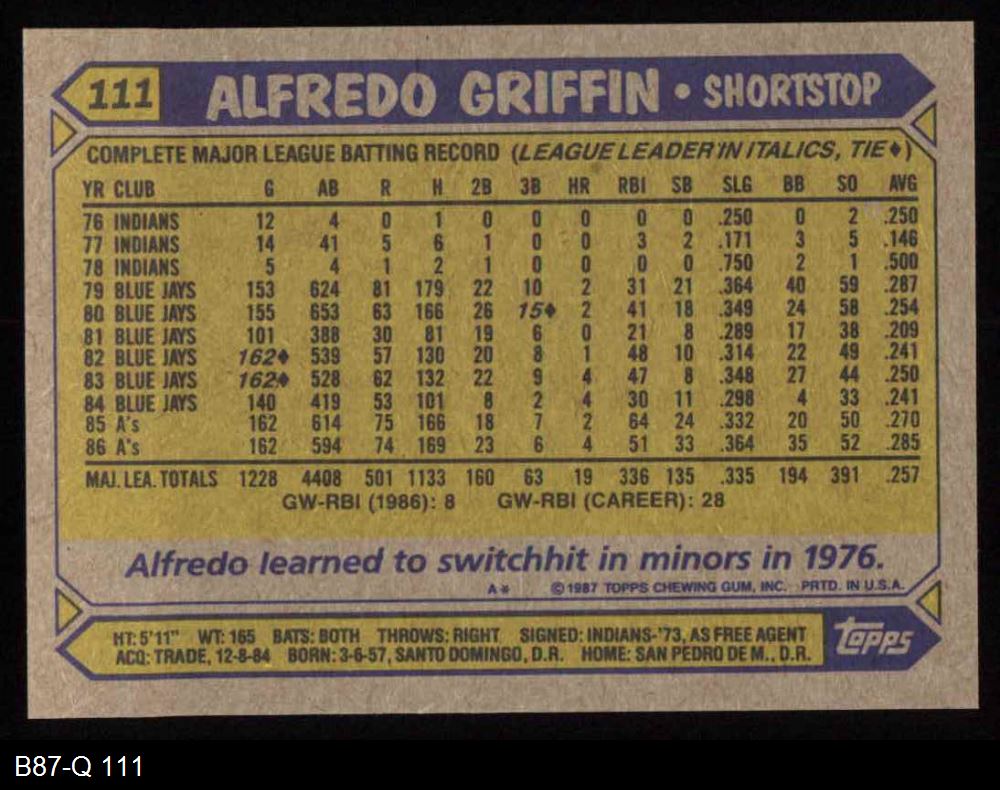 111 ALFREDO GRIFFIN • SHORTSTOP
COMPLETE MAJOR LEAGUE BATTING RECORD (LEAGUE LEADER IN ITALICS, TIE♦)
YR CLUB G AB R H 2B 3B HR RBI SB SLG BB SO AVG
76 INDIANS 12 4 0 1 0 0 0 0 0 .250 0 2 .250
77 INDIANS 14 41 5 6 1 0 0 3 2 .171 3 5 .146
78 INDIANS 5 4 1 2 1 0 0 0 0 .750 2 1 .500
79 BLUE JAYS 153 624 81 179 22 10 2 31 21 .364 40 59 .287
80 BLUE JAYS 155 653 63 166 26 15♦ 2 41 18 .349 24 58 .254
81 BLUE JAYS 101 388 30 81 19 6 0 21 8 .289 17 38 .209
82 BLUE JAYS 162♦ 539 57 130 20 8 1 48 10 .314 22 49 .241
83 BLUE JAYS 162♦ 528 62 132 22 9 4 47 8 .348 27 44 .250
84 BLUE JAYS 140 419 53 101 8 2 4 30 11 .298 4 33 .241
85 A's 162 614 75 166 18 7 2 64 24 .332 20 50 .270
86 A's 162 594 74 169 23 6 4 51 33 .364 35 52 .285
MAJ. LEA. TOTALS 1228 4408 501 1133 160 63 19 336 135 .335 194 391 .257
GW-RBI (1986): 8 GW-RBI (CAREER): 28
Alfredo learned to switchhit in minors in 1976.
A* ©1987 TOPPS CHEWING GUM, INC. PRTD. IN U.S.A.
HT: 5'11" WT: 165 BATS: BOTH THROWS: RIGHT SIGNED: INDIANS-'73, AS FREE AGENT
ACQ: TRADE, 12-8-84 BORN: 3-6-57, SANTO DOMINGO, D.R. HOME: SAN PEDRO DE M., D.R.
topps
B87-Q 111